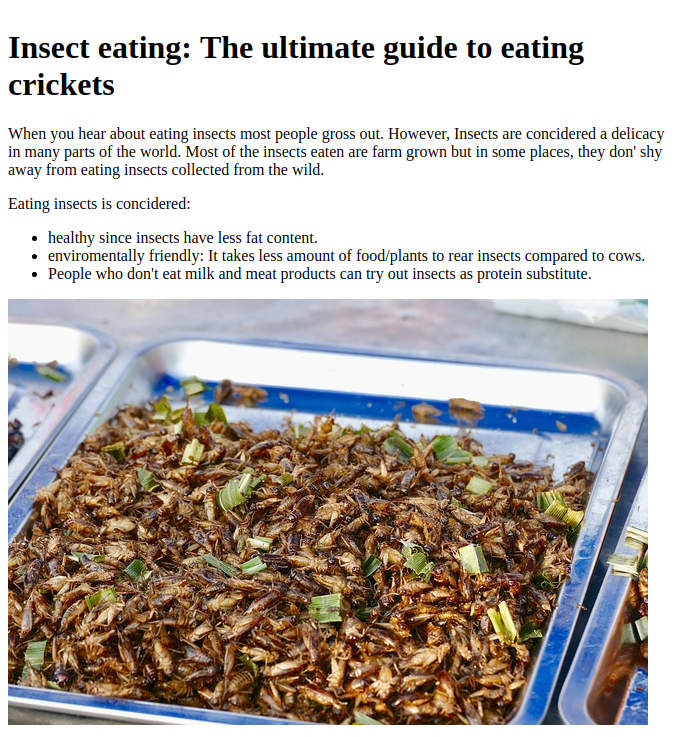 Insect eating: The ultimate guide to eating
crickets
When you hear about eating insects most people gross out. However, Insects are concidered a delicacy
in many parts of the world. Most of the insects eaten are farm grown but in some places, they don' shy
away from eating insects collected from the wild.
Eating insects is concidered:
healthy since insects have less fat content.
enviromentally friendly: It takes less amount of food/plants to rear insects compared to cows.
People who don't eat milk and meat products can try out insects as protein substitute.